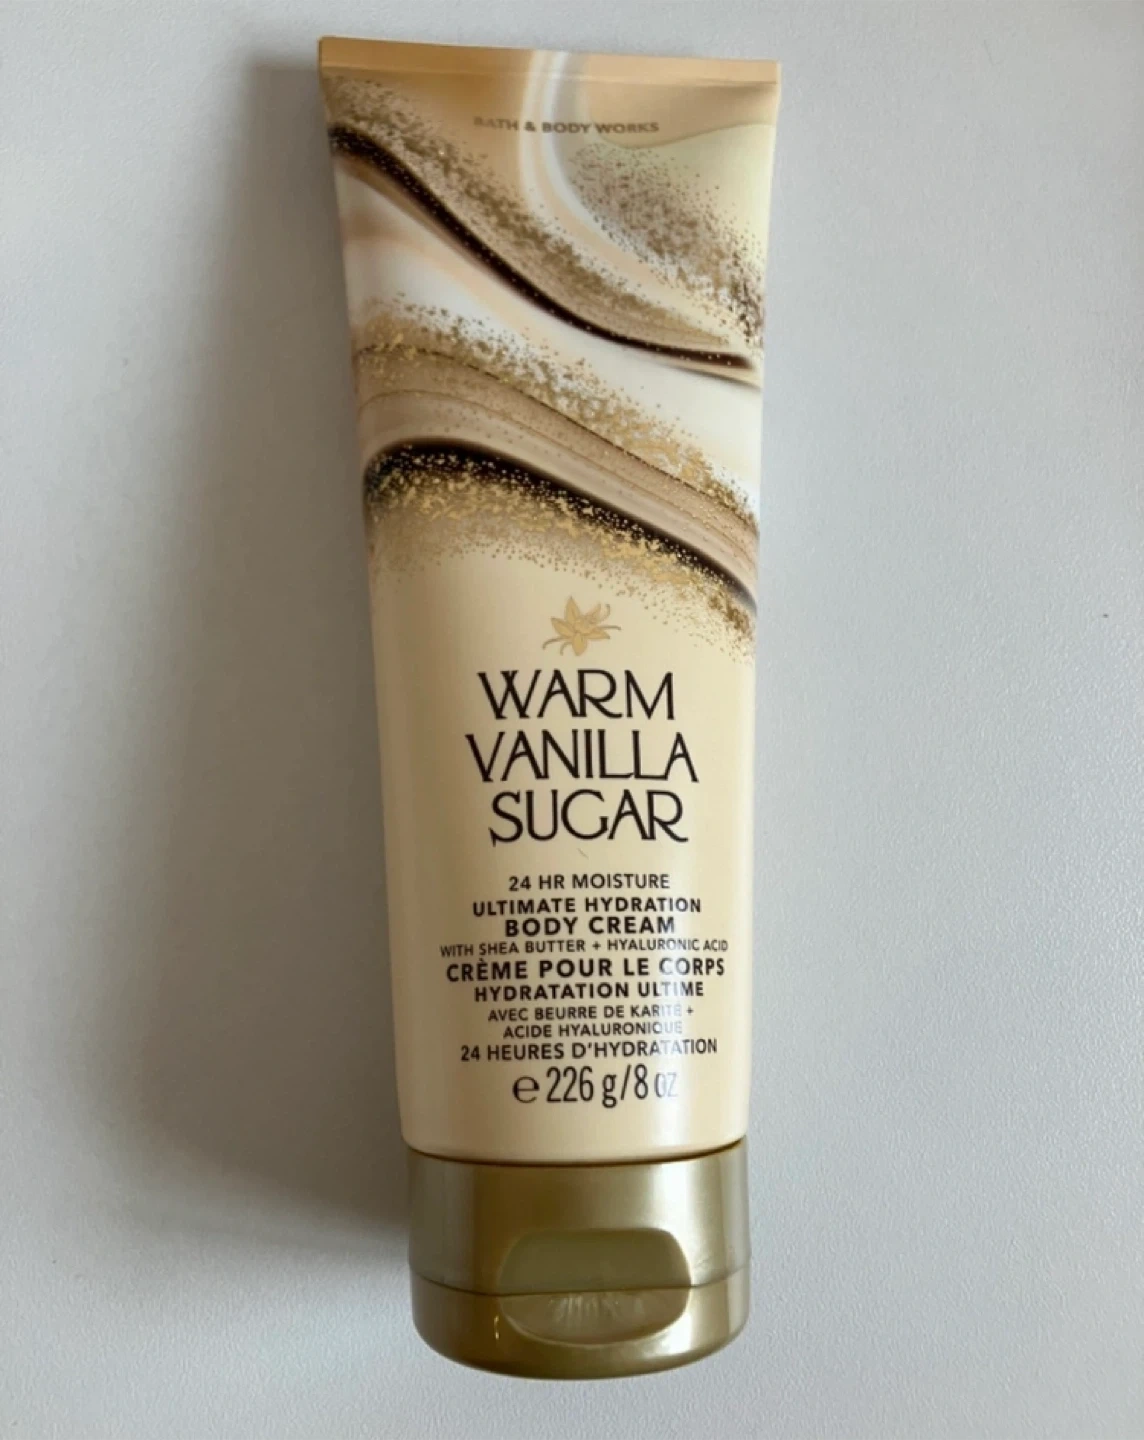 BATH & BODY WORKS
WARM
VANILLA
SUGAR
24 HR MOISTURE
ULTIMATE HYDRATION
BODY CREAM
WITH SHEA BUTTER + HYALURONIC ACID
CRÈME POUR LE CORPS
HYDRATATION ULTIME
AVEC BEURRE DE KARITÉ +
ACIDE HYALURONIQUE
24 HEURES D'HYDRATATION
℮ 226 g/8 oz